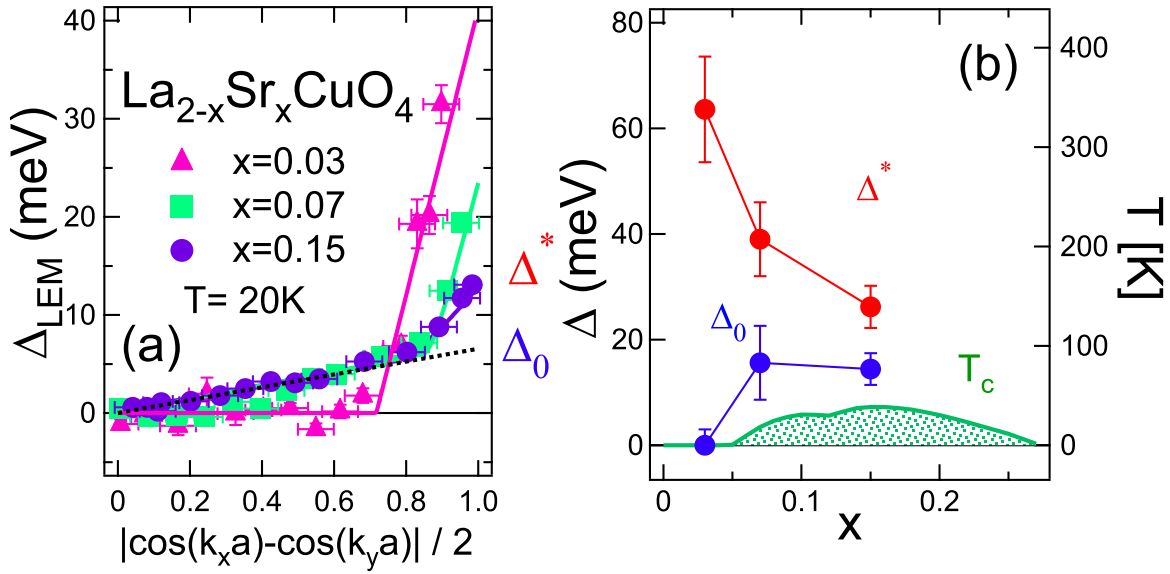 La2-xSrxCuO4
x=0.03
x=0.07
x=0.15
T= 20K
(a)
40
30
20
10
0
ΔLEM (meV)
0
0.2
0.4
0.6
0.8
1.0
|cos(kxa)-cos(kya)| / 2
Δ*
Δ0
(b)
80
60
40
20
0
Δ (meV)
Δ*
Δ0
Tc
400
300
200
100
0
T [K]
0
0.1
0.2
x